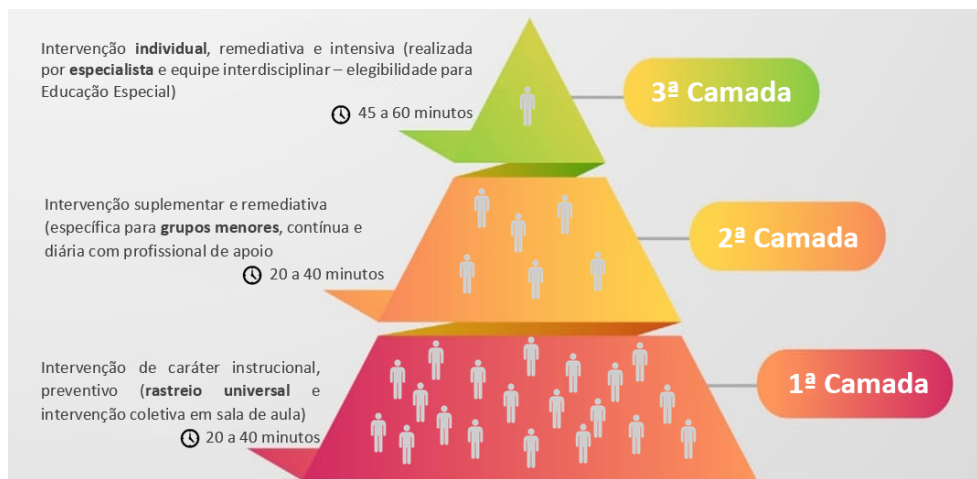 Intervenção individual, remediativa e intensiva (realizada
por especialista e equipe interdisciplinar – elegibilidade para
Educação Especial)
45 a 60 minutos
3ª Camada
Intervenção suplementar e remediativa
(específica para grupos menores, contínua e
diária com profissional de apoio
20 a 40 minutos
2ª Camada
Intervenção de caráter instrucional,
preventivo (rastreio universal e
intervenção coletiva em sala de aula)
20 a 40 minutos
1ª Camada